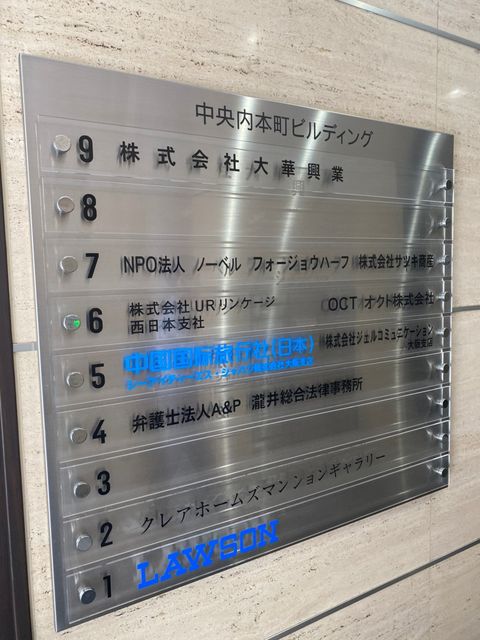 中央内本町ビルディング
9 株式会社大華興業
8
7 NPO法人 ノーベル フォージョウハーフ 株式会社サツキ商産
6 株式会社URリンケージ OCT オクト株式会社
西日本支社
5 中国国际旅行社(日本) 株式会社ジェルコミュニケーション
大阪支店
4 弁護士法人A&P 瀧井総合法律事務所
3
2 クレアホームズマンションギャラリー
1 LAWSON